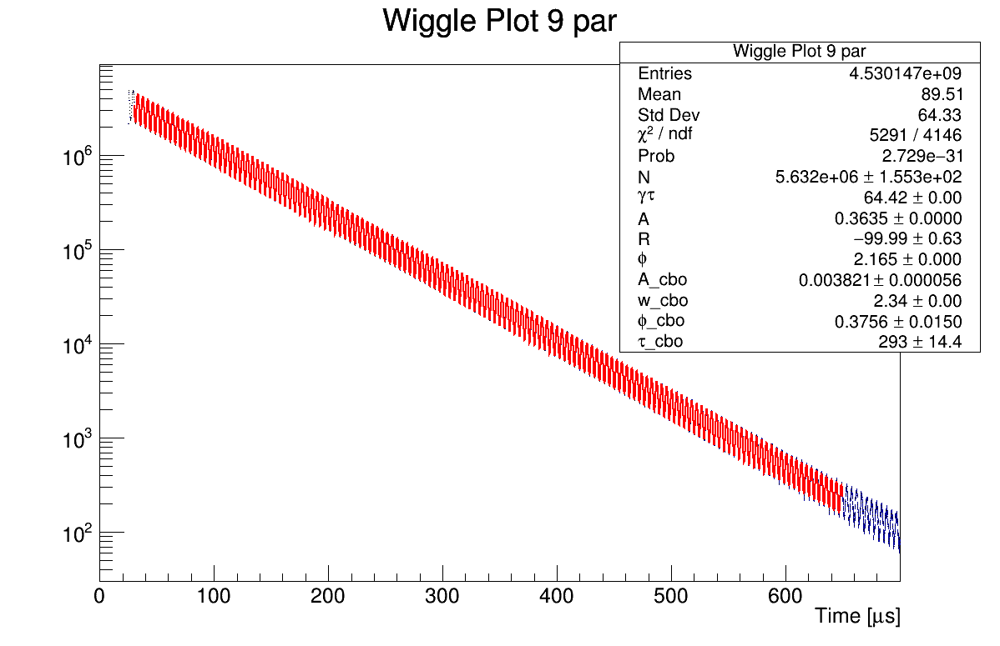 Wiggle Plot 9 par
Wiggle Plot 9 par
Entries 4.530147e+09
Mean 89.51
Std Dev 64.33
χ² / ndf 5291 / 4146
Prob 2.729e−31
N 5.632e+06 ± 1.553e+02
γτ 64.42 ± 0.00
A 0.3635 ± 0.0000
R −99.99 ± 0.63
ϕ 2.165 ± 0.000
A_cbo 0.003821 ± 0.000056
w_cbo 2.34 ± 0.00
ϕ_cbo 0.3756 ± 0.0150
τ_cbo 293 ± 14.4
10⁶
10⁵
10⁴
10³
10²
0 100 200 300 400 500 600
Time [μs]